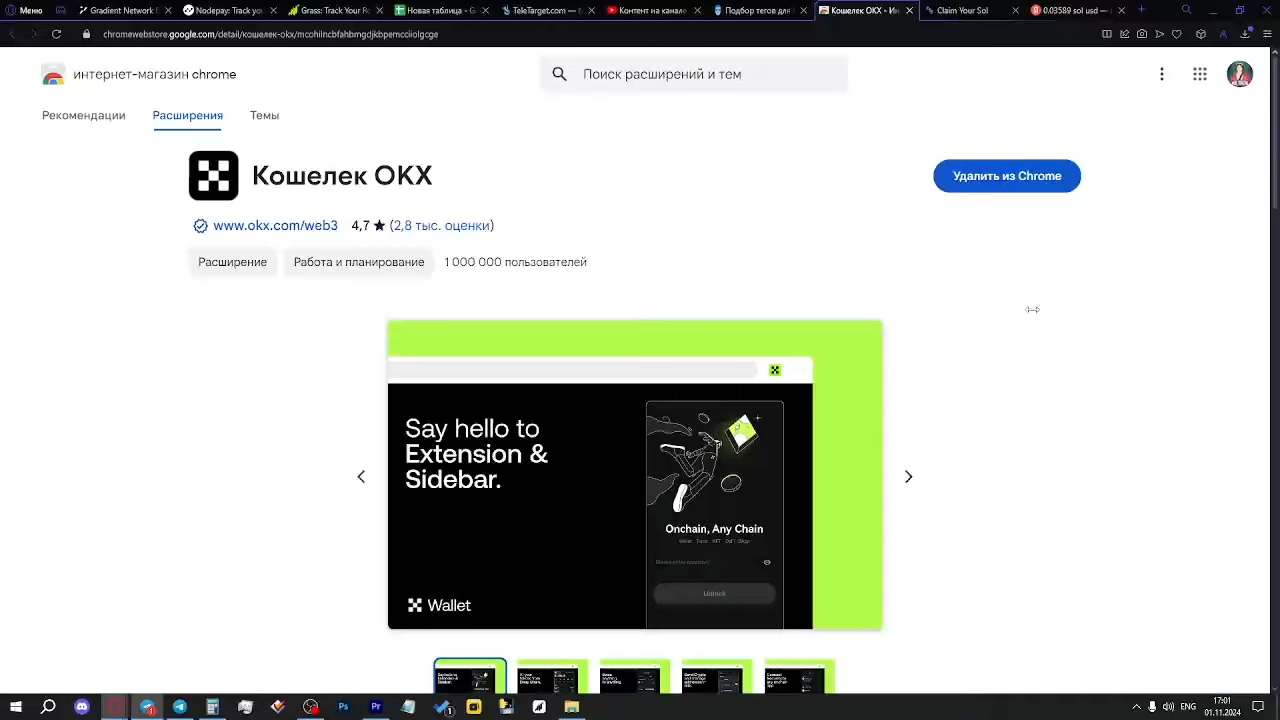 Меню
Gradient Network
Nodepay: Track you
Grass: Track Your Re
Новая таблица - G
TeleTarget.com —
Контент на канале
Подбор тегов для
Кошелек OKX - Ин
Claim Your Sol
0.03589 sol usd —
chromewebstore.google.com/detail/кошелек-okx/mcohilncbfahbmgdjkbpemcciiolgcge
интернет-магазин chrome
Поиск расширений и тем
Рекомендации
Расширения
Темы
Кошелек OKX
Удалить из Chrome
www.okx.com/web3 4,7 ★ (2,8 тыс. оценки)
Расширение
Работа и планирование
1 000 000 пользователей
Say hello to
Extension &
Sidebar.
Onchain, Any Chain
Unlock
Wallet
ENG
17:01
01.11.2024